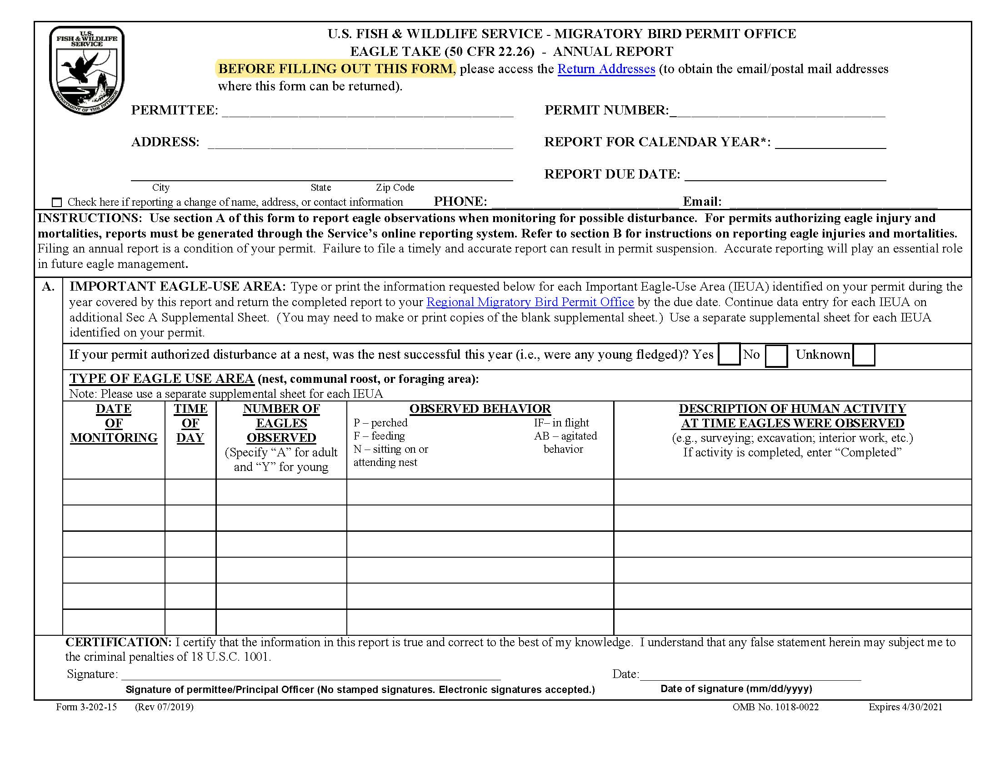 U.S.
FISH & WILDLIFE
SERVICE
DEPARTMENT OF THE INTERIOR
U.S. FISH & WILDLIFE SERVICE - MIGRATORY BIRD PERMIT OFFICE
EAGLE TAKE (50 CFR 22.26) - ANNUAL REPORT
BEFORE FILLING OUT THIS FORM, please access the Return Addresses (to obtain the email/postal mail addresses
where this form can be returned).
PERMITTEE: PERMIT NUMBER:
ADDRESS: REPORT FOR CALENDAR YEAR*:
REPORT DUE DATE:
City State Zip Code
Check here if reporting a change of name, address, or contact information PHONE: Email:
INSTRUCTIONS: Use section A of this form to report eagle observations when monitoring for possible disturbance. For permits authorizing eagle injury and
mortalities, reports must be generated through the Service’s online reporting system. Refer to section B for instructions on reporting eagle injuries and mortalities.
Filing an annual report is a condition of your permit. Failure to file a timely and accurate report can result in permit suspension. Accurate reporting will play an essential role
in future eagle management.
A. IMPORTANT EAGLE-USE AREA: Type or print the information requested below for each Important Eagle-Use Area (IEUA) identified on your permit during the
year covered by this report and return the completed report to your Regional Migratory Bird Permit Office by the due date. Continue data entry for each IEUA on
additional Sec A Supplemental Sheet. (You may need to make or print copies of the blank supplemental sheet.) Use a separate supplemental sheet for each IEUA
identified on your permit.
If your permit authorized disturbance at a nest, was the nest successful this year (i.e., were any young fledged)? Yes No Unknown
TYPE OF EAGLE USE AREA (nest, communal roost, or foraging area):
Note: Please use a separate supplemental sheet for each IEUA
DATE
OF
MONITORING
TIME
OF
DAY
NUMBER OF
EAGLES
OBSERVED
(Specify “A” for adult
and “Y” for young
OBSERVED BEHAVIOR
P – perched IF– in flight
F – feeding AB – agitated
N – sitting on or behavior
attending nest
DESCRIPTION OF HUMAN ACTIVITY
AT TIME EAGLES WERE OBSERVED
(e.g., surveying; excavation; interior work, etc.)
If activity is completed, enter “Completed”
CERTIFICATION: I certify that the information in this report is true and correct to the best of my knowledge. I understand that any false statement herein may subject me to
the criminal penalties of 18 U.S.C. 1001.
Signature: Date:
Signature of permittee/Principal Officer (No stamped signatures. Electronic signatures accepted.) Date of signature (mm/dd/yyyy)
Form 3-202-15 (Rev 07/2019) OMB No. 1018-0022 Expires 4/30/2021